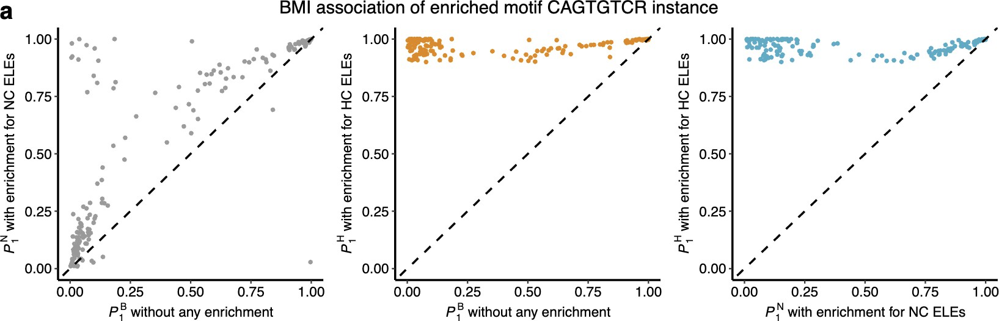 a
BMI association of enriched motif CAGTGTCR instance
P₁ᴺ with enrichment for NC ELEs
1.00
0.75
0.50
0.25
0.00
0.00 0.25 0.50 0.75 1.00
P₁ᴮ without any enrichment
P₁ᴴ with enrichment for HC ELEs
1.00
0.75
0.50
0.25
0.00
0.00 0.25 0.50 0.75 1.00
P₁ᴮ without any enrichment
P₁ᴴ with enrichment for HC ELEs
1.00
0.75
0.50
0.25
0.00
0.00 0.25 0.50 0.75 1.00
P₁ᴺ with enrichment for NC ELEs